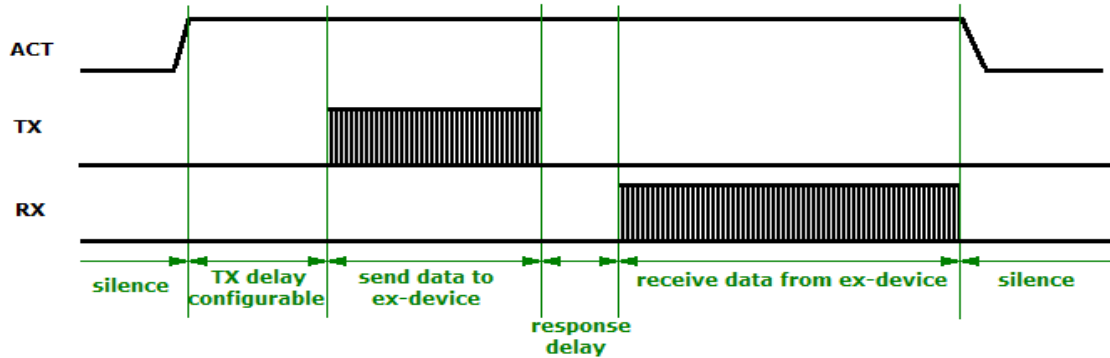 ACT
TX
RX
silence
TX delay
configurable
send data to
ex-device
response
delay
receive data from ex-device
silence